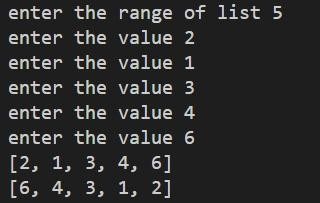 enter the range of list 5
enter the value 2
enter the value 1
enter the value 3
enter the value 4
enter the value 6
[2, 1, 3, 4, 6]
[6, 4, 3, 1, 2]